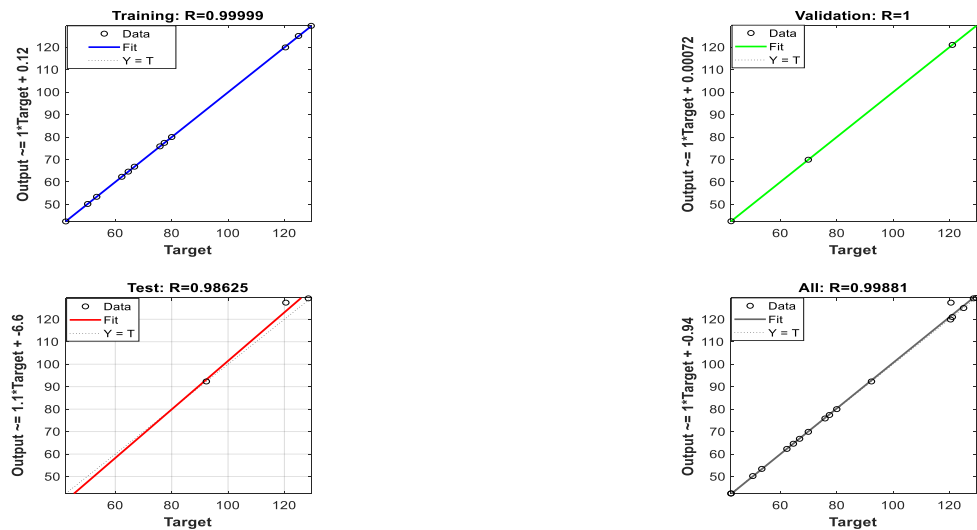 Training: R=0.99999
Data
Fit
Y = T
Output ~= 1*Target + 0.12
120
110
100
90
80
70
60
50
60
80
100
120
Target
Validation: R=1
Data
Fit
Y = T
Output ~= 1*Target + 0.00072
120
110
100
90
80
70
60
50
60
80
100
120
Target
Test: R=0.98625
Data
Fit
Y = T
Output ~= 1.1*Target + -6.6
120
110
100
90
80
70
60
50
60
80
100
120
Target
All: R=0.99881
Data
Fit
Y = T
Output ~= 1*Target + -0.94
120
110
100
90
80
70
60
50
60
80
100
120
Target